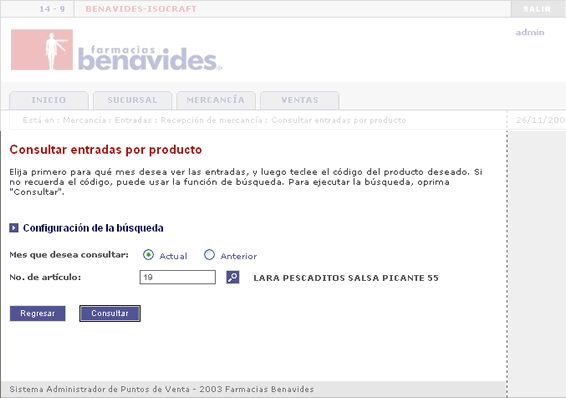 14 - 9 BENAVIDES-ISOCRAFT SALIR
admin
farmacias
benavides
INICIO SUCURSAL MERCANCÍA VENTAS
Está en : Mercancía : Entradas : Recepción de mercancía : Consultar entradas por producto 26/11/200
Consultar entradas por producto
Elija primero para qué mes desea ver las entradas, y luego teclee el código del producto deseado. Si
no recuerda el código, puede usar la función de búsqueda. Para ejecutar la búsqueda, oprima
"Consultar".
Configuración de la búsqueda
Mes que desea consultar: Actual Anterior
No. de artículo: 19 LARA PESCADITOS SALSA PICANTE 55
Regresar Consultar
Sistema Administrador de Puntos de Venta - 2003 Farmacias Benavides